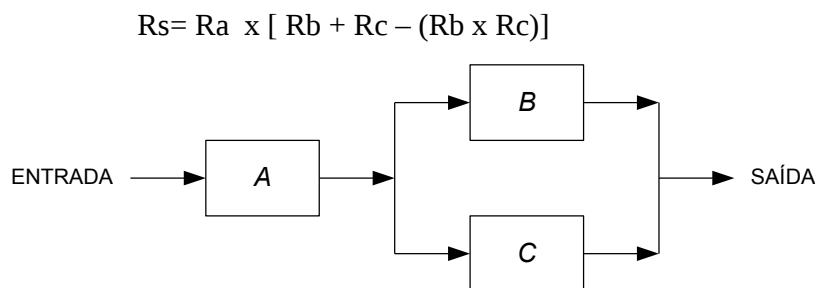 Rs= Ra x [ Rb + Rc – (Rb x Rc)]
B
ENTRADA
A
SAÍDA
C